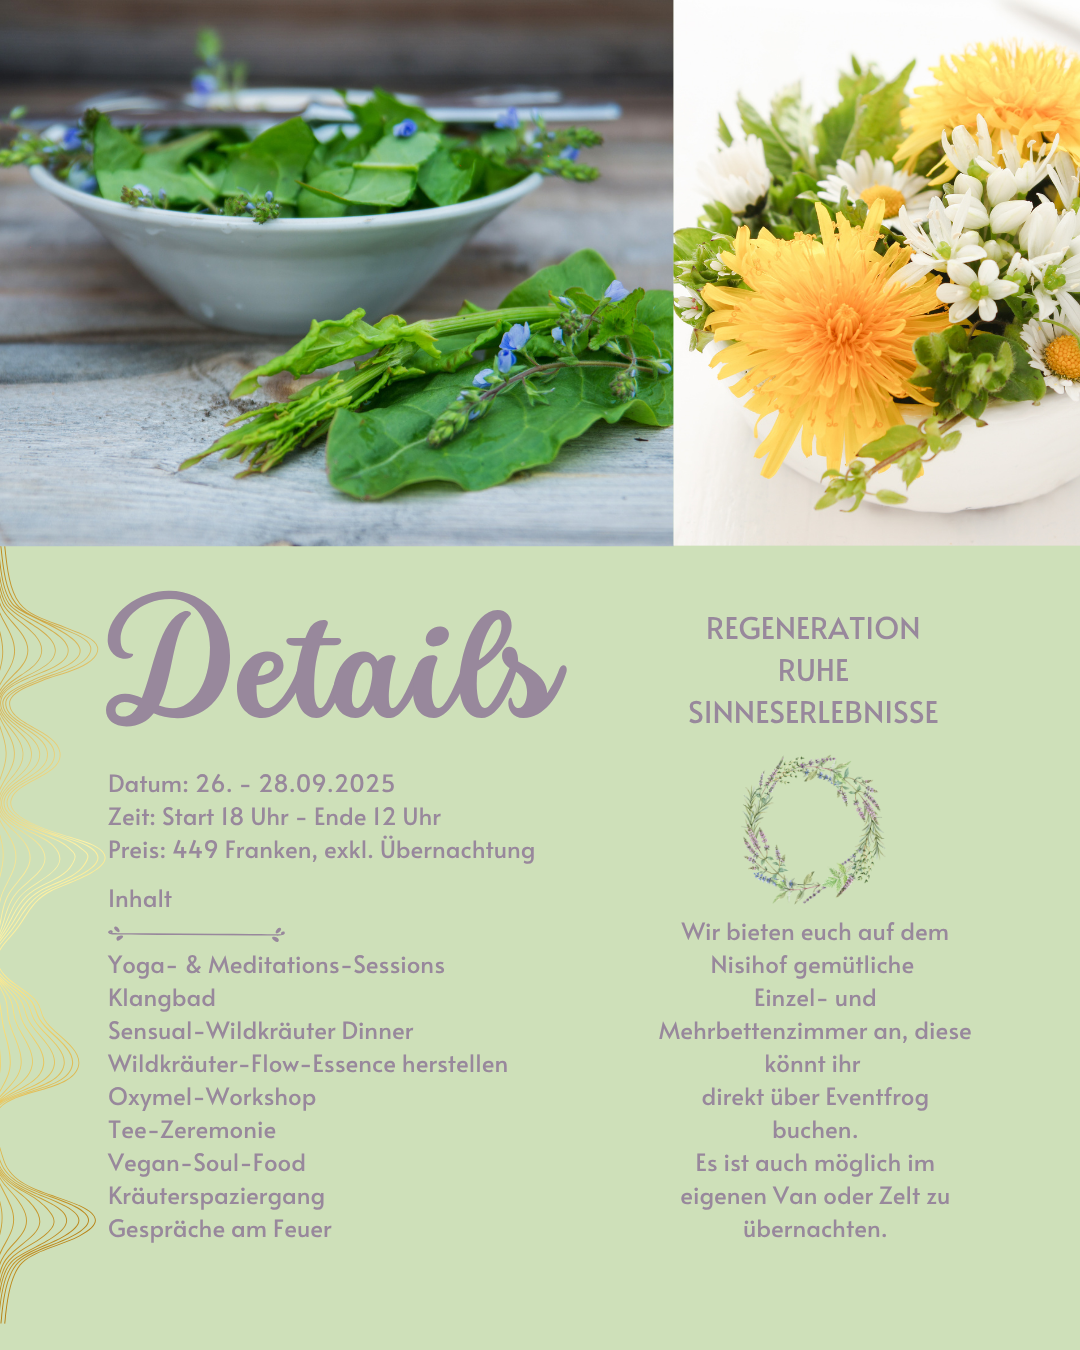 Details
Datum: 26. - 28.09.2025
Zeit: Start 18 Uhr - Ende 12 Uhr
Preis: 449 Franken, exkl. Übernachtung
Inhalt
Yoga- & Meditations-Sessions
Klangbad
Sensual-Wildkräuter Dinner
Wildkräuter-Flow-Essence herstellen
Oxymel-Workshop
Tee-Zeremonie
Vegan-Soul-Food
Kräuterspaziergang
Gespräche am Feuer
REGENERATION
RUHE
SINNESERLEBNISSE
Wir bieten euch auf dem
Nisihof gemütliche
Einzel- und
Mehrbettenzimmer an, diese
könnt ihr
direkt über Eventfrog
buchen.
Es ist auch möglich im
eigenen Van oder Zelt zu
übernachten.